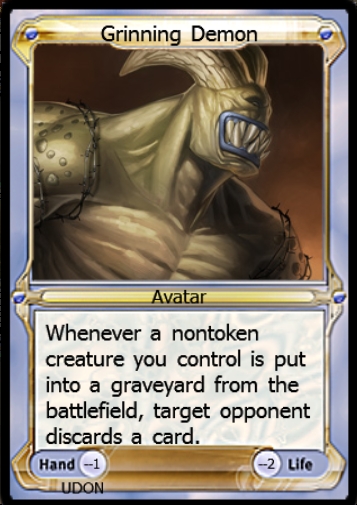 Grinning Demon
Avatar
Whenever a nontoken
creature you control is put
into a graveyard from the
battlefield, target opponent
discards a card.
Hand --1 --2 Life
UDON